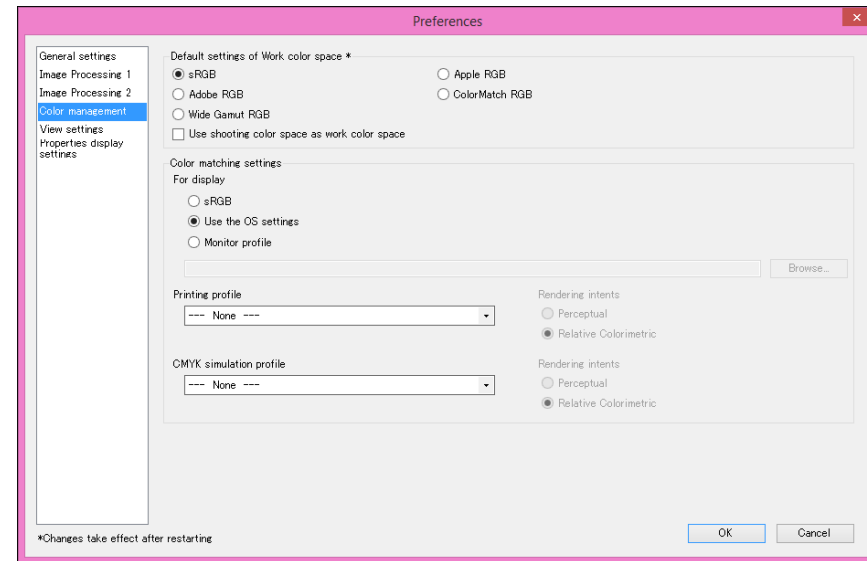 Preferences
General settings
Image Processing 1
Image Processing 2
Color management
View settings
Properties display
settings
Default settings of Work color space *
sRGB
Apple RGB
Adobe RGB
ColorMatch RGB
Wide Gamut RGB
Use shooting color space as work color space
Color matching settings
For display
sRGB
Use the OS settings
Monitor profile
Browse...
Printing profile
--- None ---
Rendering intents
Perceptual
Relative Colorimetric
CMYK simulation profile
--- None ---
Rendering intents
Perceptual
Relative Colorimetric
*Changes take effect after restarting
OK
Cancel